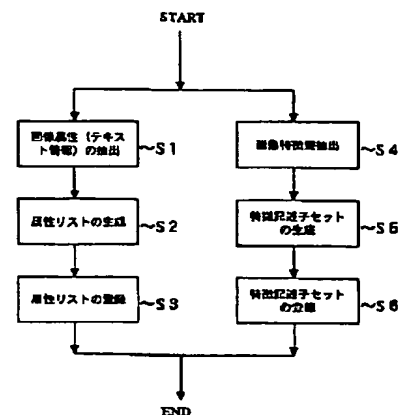 START
画像属性（テキス
ト情報）の抽出
～S1
属性リストの生成
～S2
属性リストの登録
～S3
画像特徴量抽出
～S4
特徴記述子セット
の生成
～S5
特徴記述子セット
の登録
～S6
END